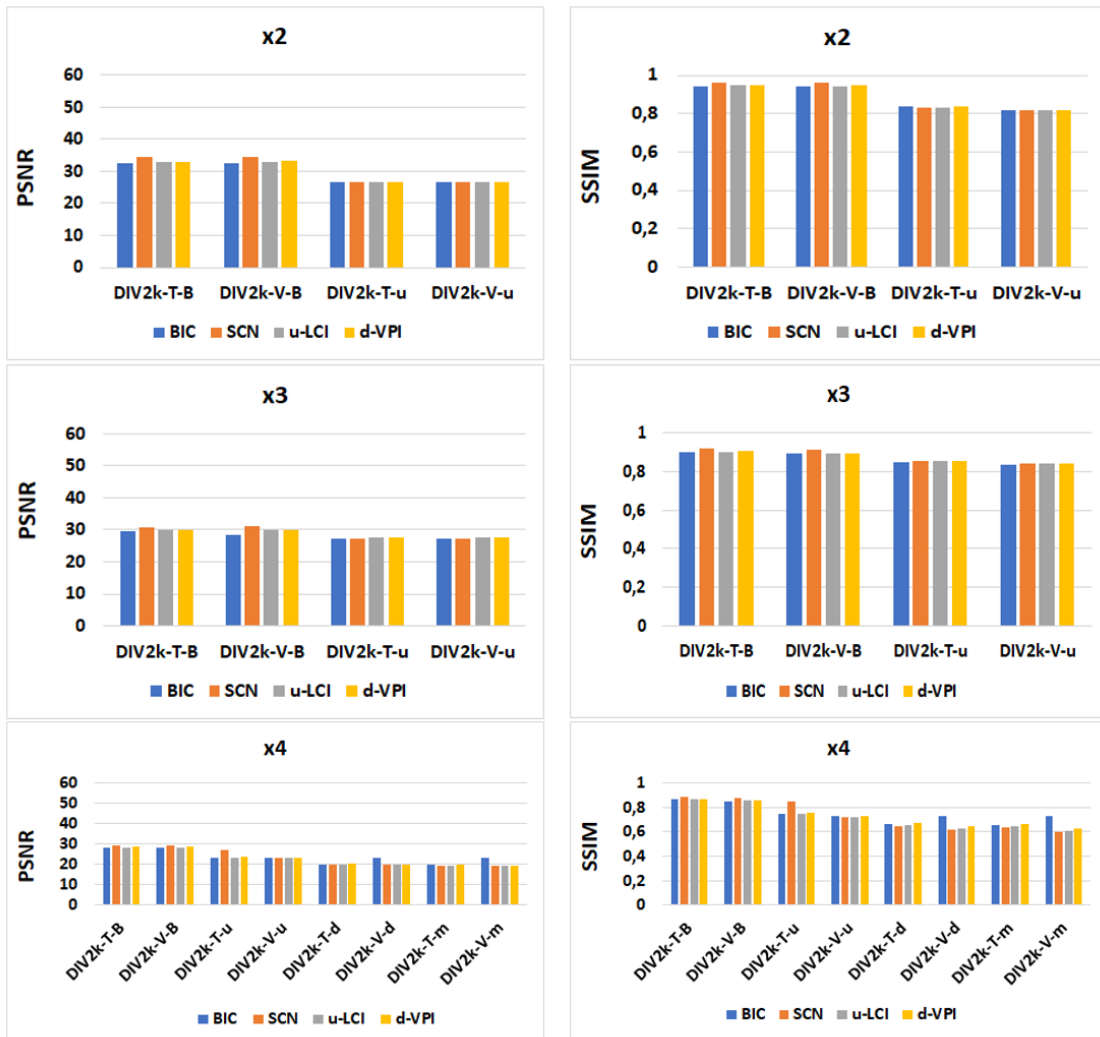 x2
PSNR
60
50
40
30
20
10
0
DIV2k-T-B DIV2k-V-B DIV2k-T-u DIV2k-V-u
BIC SCN u-LCI d-VPI
x2
SSIM
1
0,8
0,6
0,4
0,2
0
DIV2k-T-B DIV2k-V-B DIV2k-T-u DIV2k-V-u
BIC SCN u-LCI d-VPI
x3
PSNR
60
50
40
30
20
10
0
DIV2k-T-B DIV2k-V-B DIV2k-T-u DIV2k-V-u
BIC SCN u-LCI d-VPI
x3
SSIM
1
0,8
0,6
0,4
0,2
0
DIV2k-T-B DIV2k-V-B DIV2k-T-u DIV2k-V-u
BIC SCN u-LCI d-VPI
x4
PSNR
60
50
40
30
20
10
0
DIV2k-T-B DIV2k-V-B DIV2k-T-u DIV2k-V-u DIV2k-T-d DIV2k-V-d DIV2k-T-m DIV2k-V-m
BIC SCN u-LCI d-VPI
x4
SSIM
1
0,8
0,6
0,4
0,2
0
DIV2k-T-B DIV2k-V-B DIV2k-T-u DIV2k-V-u DIV2k-T-d DIV2k-V-d DIV2k-T-m DIV2k-V-m
BIC SCN u-LCI d-VPI